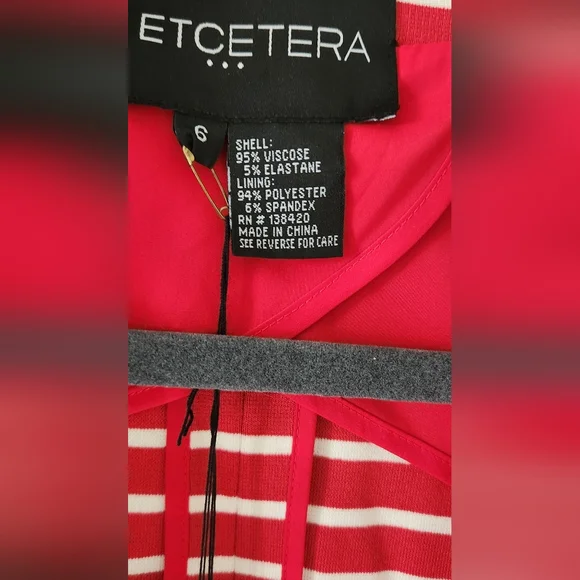 ETCETERA
6
SHELL:
95% VISCOSE
5% ELASTANE
LINING:
94% POLYESTER
6% SPANDEX
RN # 138420
MADE IN CHINA
SEE REVERSE FOR CARE